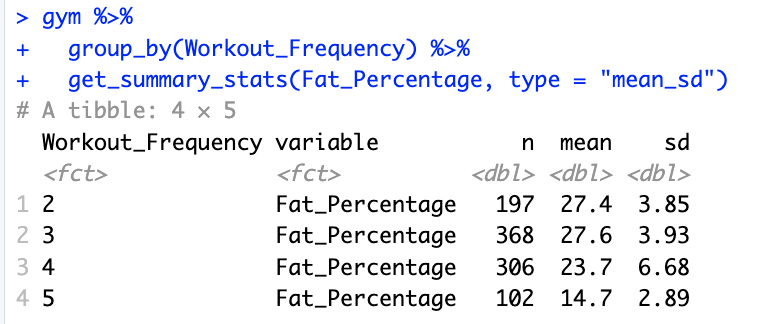 > gym %>%
+   group_by(Workout_Frequency) %>%
+   get_summary_stats(Fat_Percentage, type = "mean_sd")
# A tibble: 4 × 5
  Workout_Frequency variable           n  mean    sd
  <fct>             <fct>          <dbl> <dbl> <dbl>
1 2                 Fat_Percentage   197  27.4  3.85
2 3                 Fat_Percentage   368  27.6  3.93
3 4                 Fat_Percentage   306  23.7  6.68
4 5                 Fat_Percentage   102  14.7  2.89